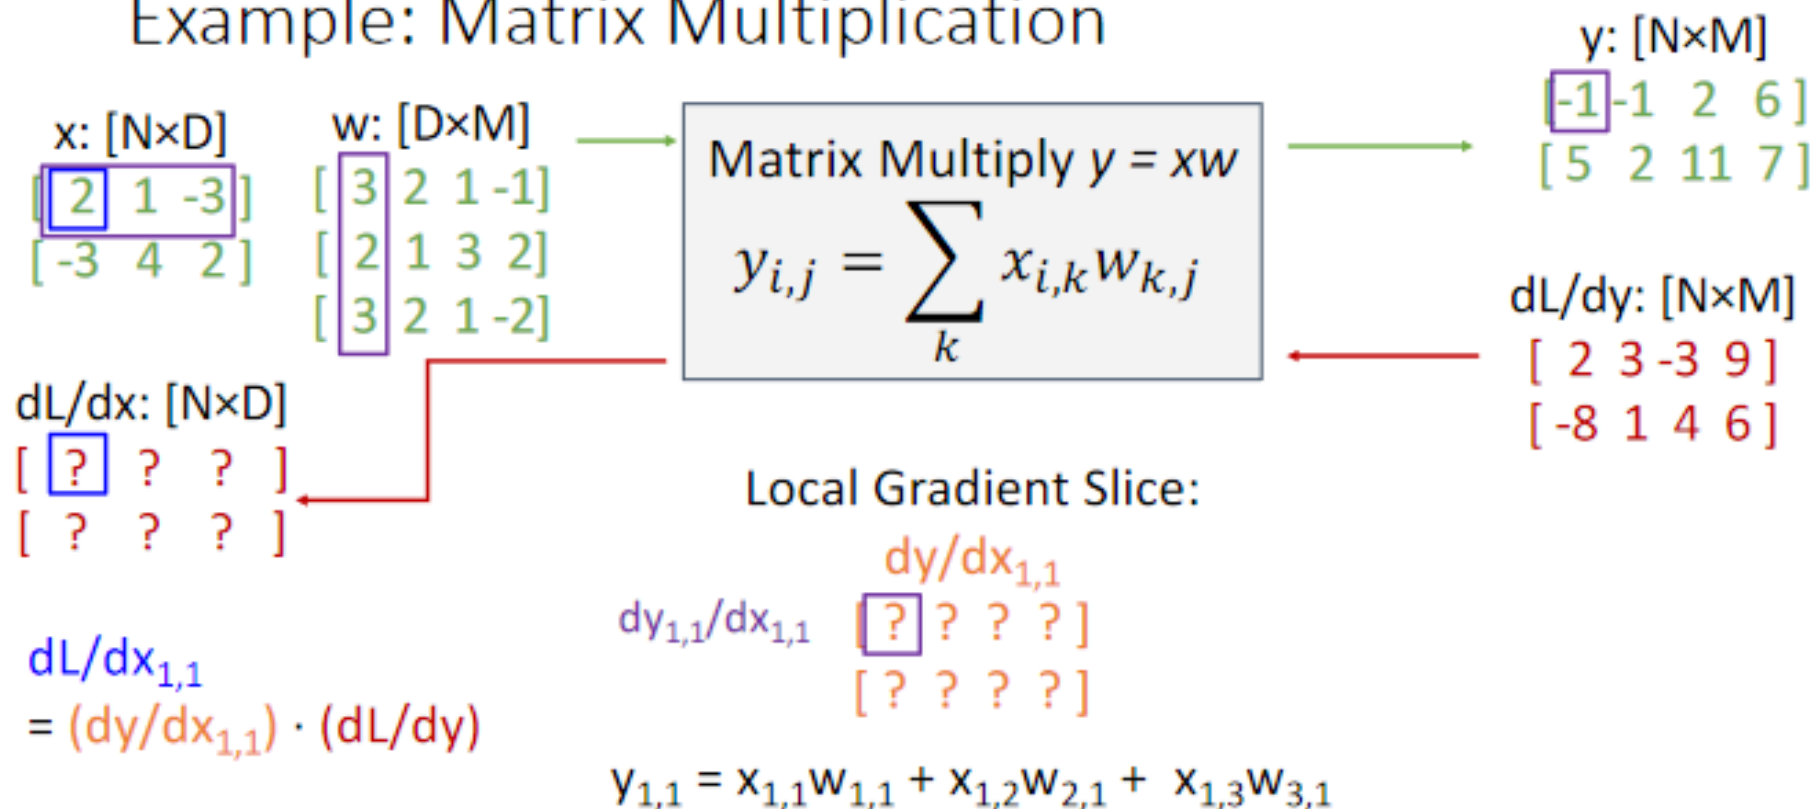 Example: Matrix Multiplication
x: [N×D]
[ 2 1 -3 ]
[ -3 4 2 ]
w: [D×M]
[ 3 2 1 -1]
[ 2 1 3 2]
[ 3 2 1 -2]
Matrix Multiply y = xw
y_{i,j} = ∑_k x_{i,k}w_{k,j}
y: [N×M]
[ -1 -1 2 6 ]
[ 5 2 11 7 ]
dL/dy: [N×M]
[ 2 3 -3 9 ]
[ -8 1 4 6 ]
dL/dx: [N×D]
[ ? ? ? ]
[ ? ? ? ]
Local Gradient Slice:
dy/dx_{1,1}
dy_{1,1}/dx_{1,1} [ ? ? ? ? ]
[ ? ? ? ? ]
dL/dx_{1,1}
= (dy/dx_{1,1}) · (dL/dy)
y_{1,1} = x_{1,1}w_{1,1} + x_{1,2}w_{2,1} + x_{1,3}w_{3,1}